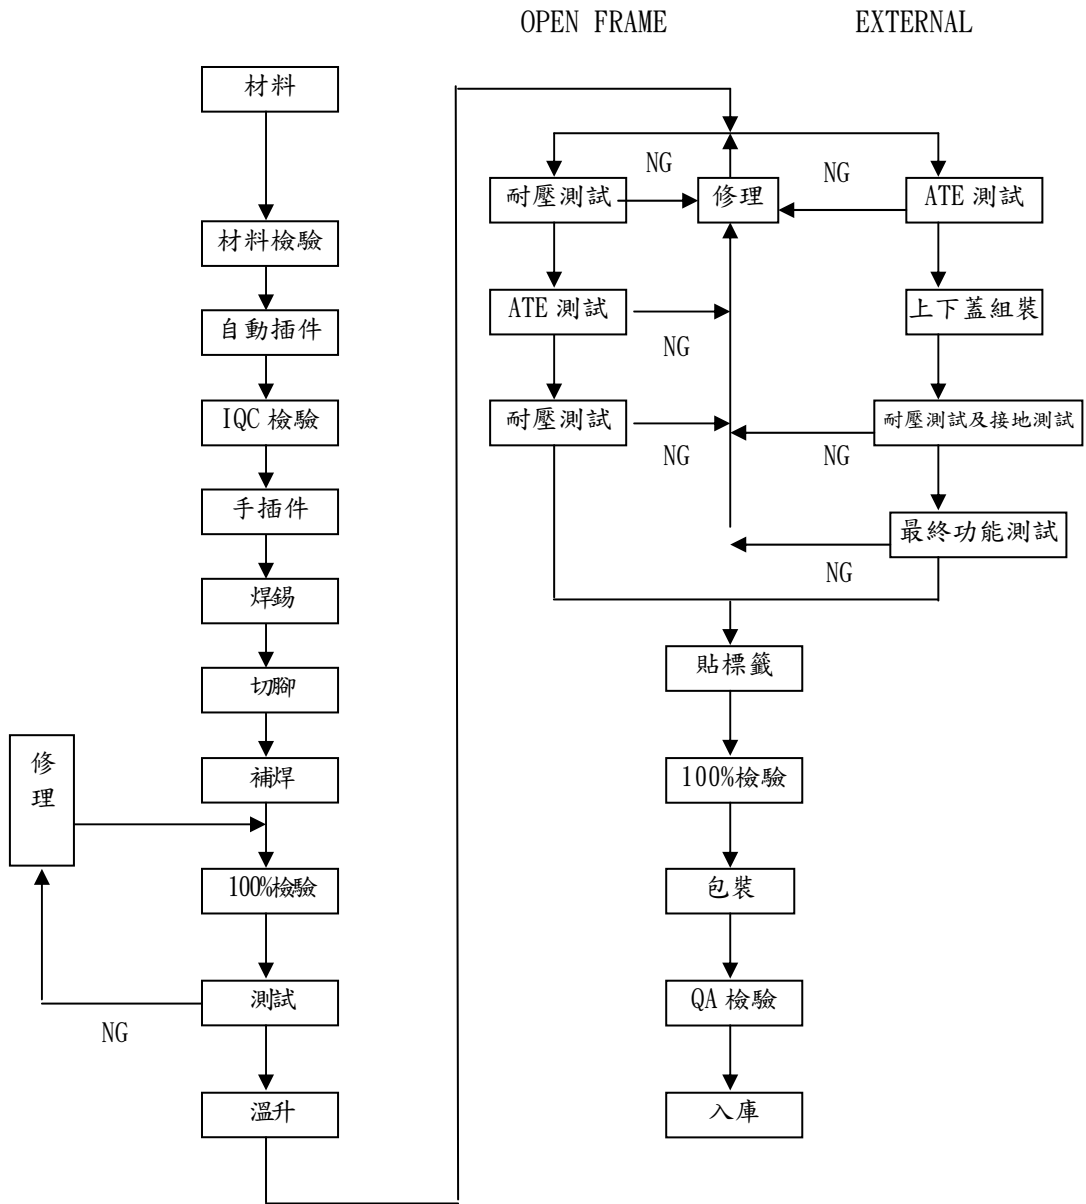 OPEN FRAME
EXTERNAL
材料
材料檢驗
自動插件
IQC 檢驗
手插件
焊錫
切腳
補焊
修
理
100%檢驗
測試
NG
溫升
耐壓測試
NG
修理
NG
ATE 測試
ATE 測試
NG
上下蓋組裝
耐壓測試
NG
NG
耐壓測試及接地測試
最終功能測試
NG
貼標籤
100%檢驗
包裝
QA 檢驗
入庫